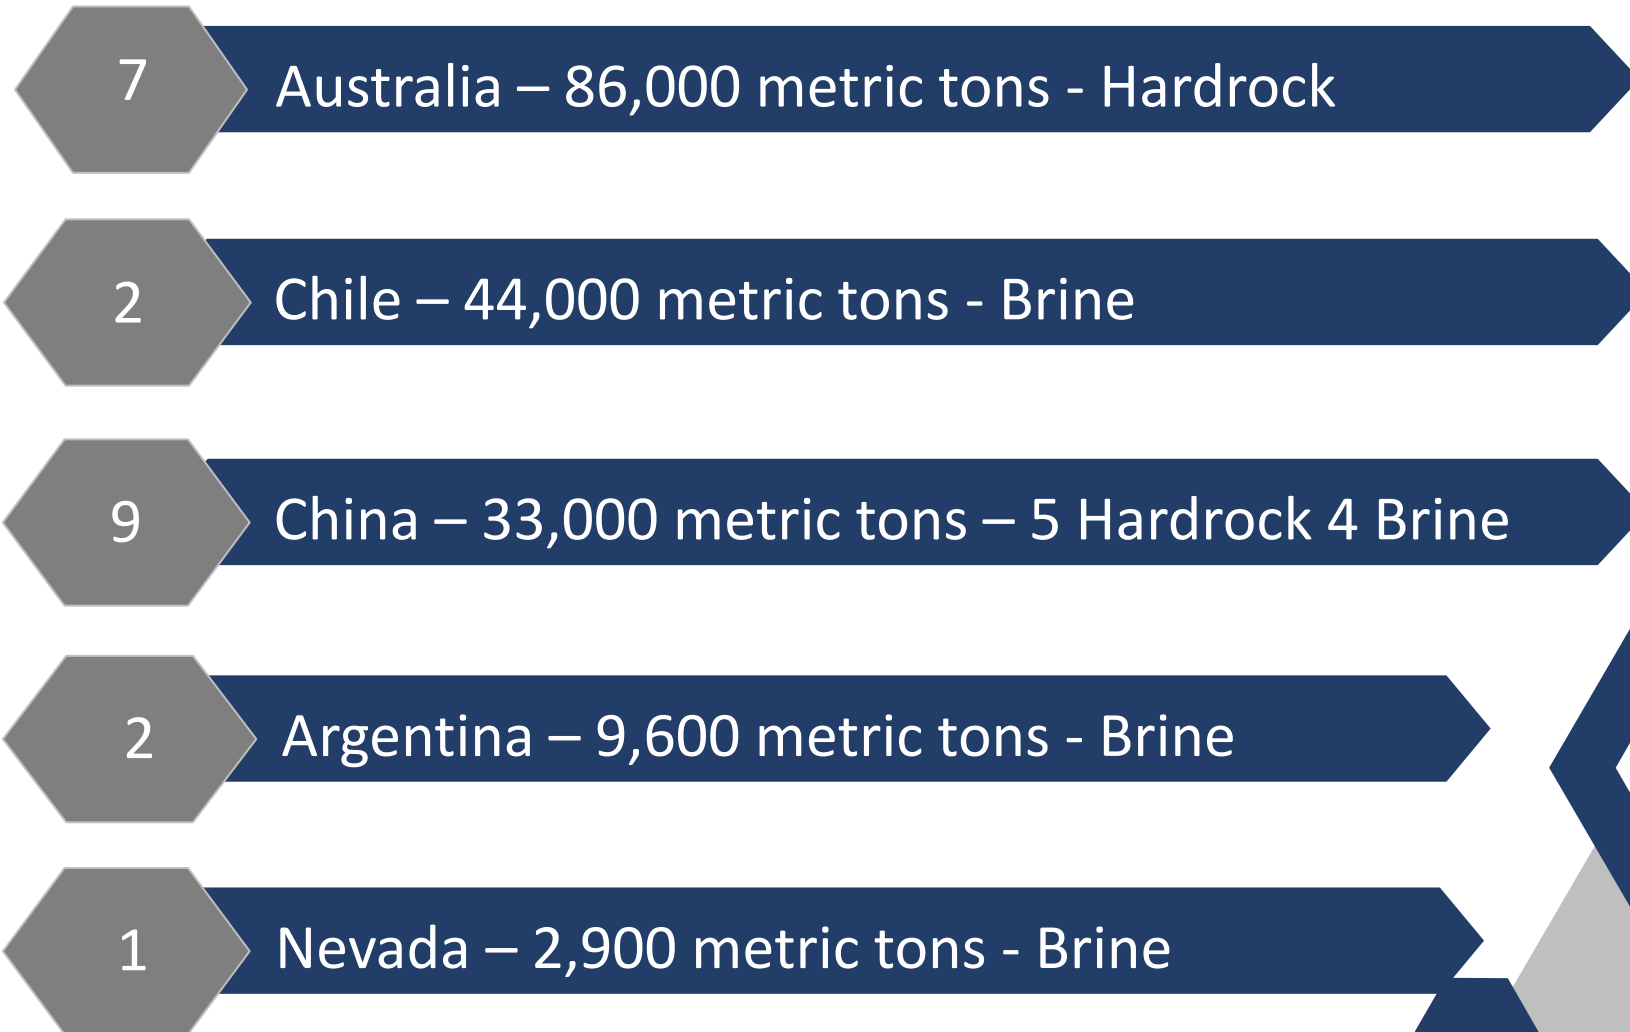 7
Australia – 86,000 metric tons - Hardrock
2
Chile – 44,000 metric tons - Brine
9
China – 33,000 metric tons – 5 Hardrock 4 Brine
2
Argentina – 9,600 metric tons - Brine
1
Nevada – 2,900 metric tons - Brine